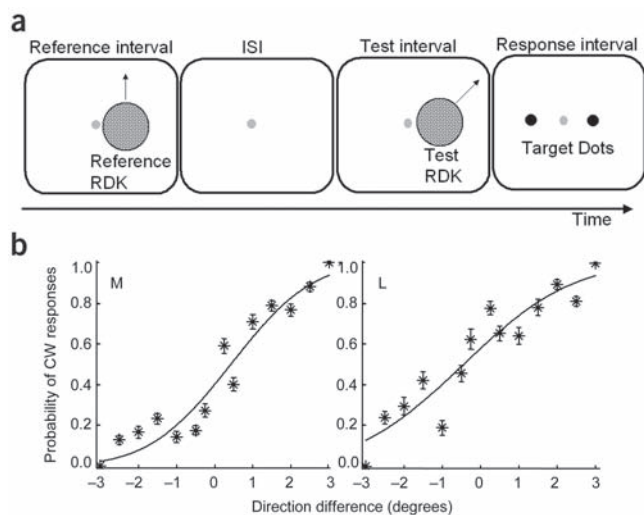 a
Reference interval
ISI
Test interval
Response interval
Reference
RDK
Test
RDK
Target Dots
Time
b
Probability of CW responses
1.0
0.8
0.6
0.4
0.2
0.0
M
–3
–2
–1
0
1
2
3
1.0
0.8
0.6
0.4
0.2
0.0
L
–3
–2
–1
0
1
2
3
Direction difference (degrees)